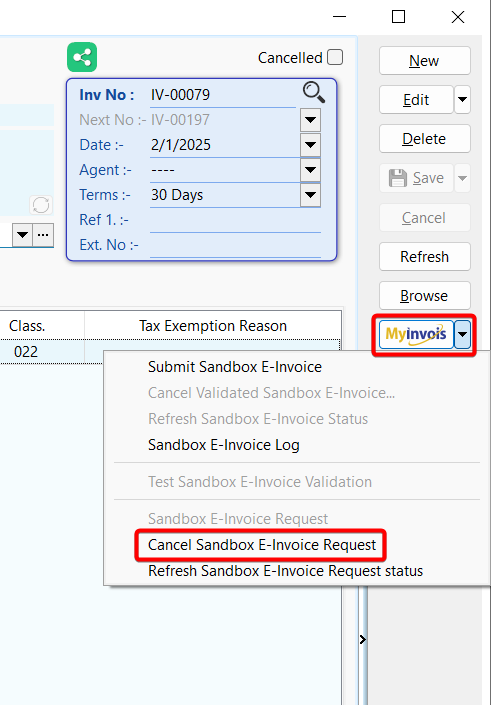 Cancelled
New
Inv No : IV-00079
Next No :- IV-00197
Edit
Date :- 2/1/2025
Delete
Agent :- ----
Save
Terms :- 30 Days
Cancel
Ref 1. :-
Ext. No :-
Refresh
...
Browse
Class. Tax Exemption Reason
Myinvois
022
Submit Sandbox E-Invoice
Cancel Validated Sandbox E-Invoice...
Refresh Sandbox E-Invoice Status
Sandbox E-Invoice Log
Test Sandbox E-Invoice Validation
Sandbox E-Invoice Request
Cancel Sandbox E-Invoice Request
Refresh Sandbox E-Invoice Request status